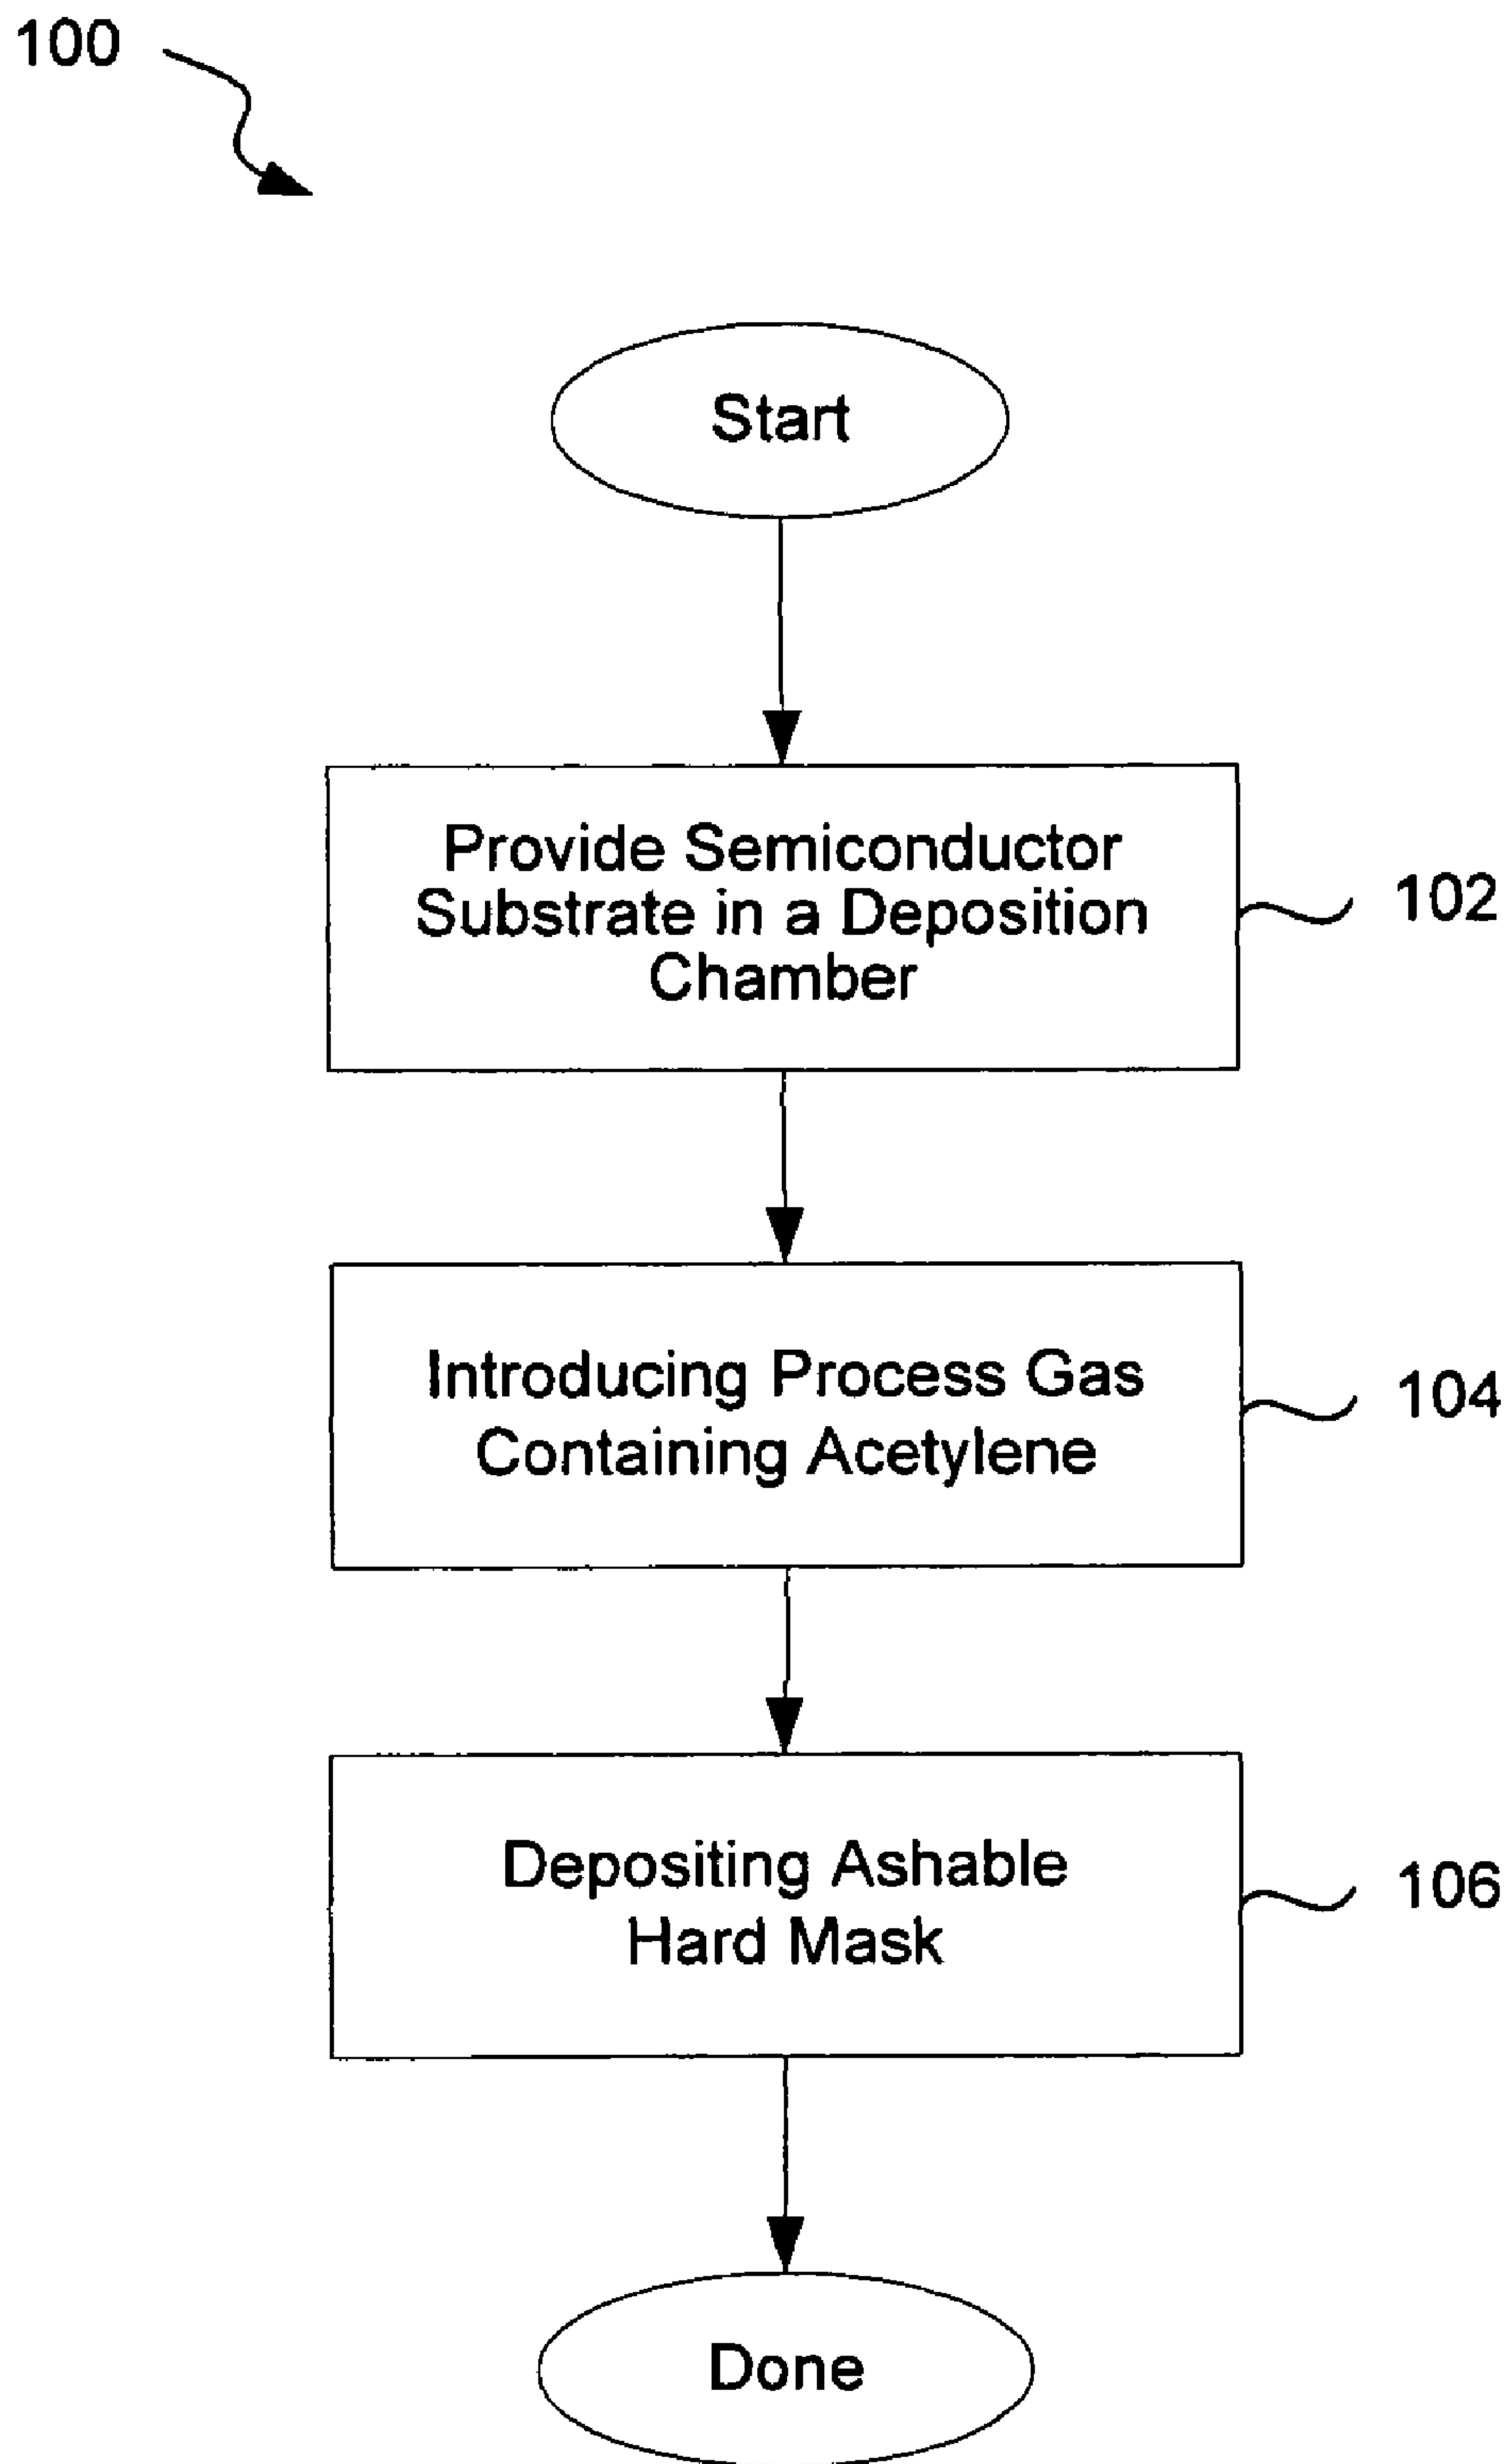 100
Start
Provide Semiconductor
Substrate in a Deposition
Chamber
102
Introducing Process Gas
Containing Acetylene
104
Depositing Ashable
Hard Mask
106
Done